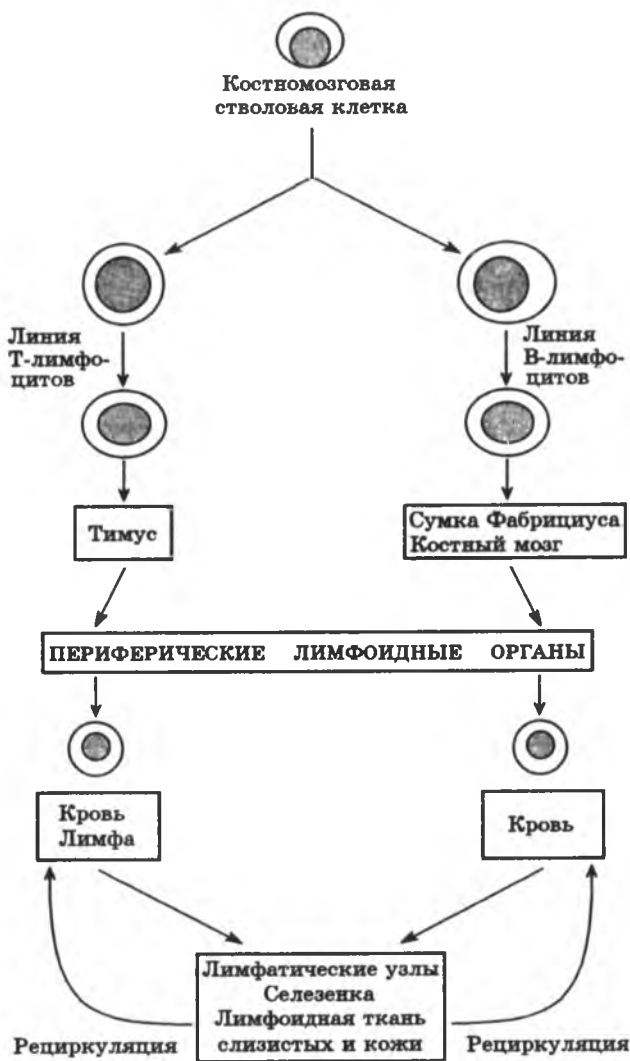 Костномозговая
стволовая клетка
Линия
Т-лимфо-
цитов
Линия
В-лимфо-
цитов
Тимус
Сумка Фабрициуса
Костный мозг
ПЕРИФЕРИЧЕСКИЕ ЛИМФОИДНЫЕ ОРГАНЫ
Кровь
Лимфа
Кровь
Лимфатические узлы
Селезенка
Лимфоидная ткань
слизистых и кожи
Рециркуляция
Рециркуляция